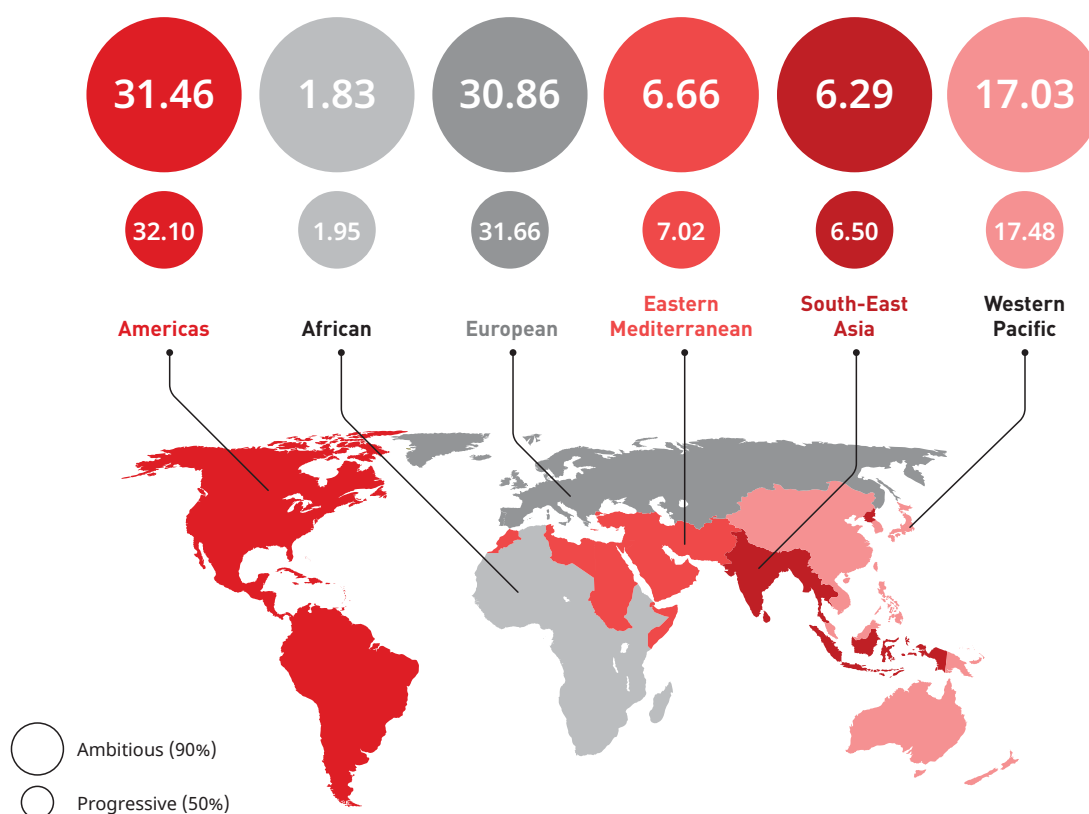 31.46
1.83
30.86
6.66
6.29
17.03
32.10
1.95
31.66
7.02
6.50
17.48
Americas
African
European
Eastern
Mediterranean
South-East
Asia
Western
Pacific
Ambitious (90%)
Progressive (50%)